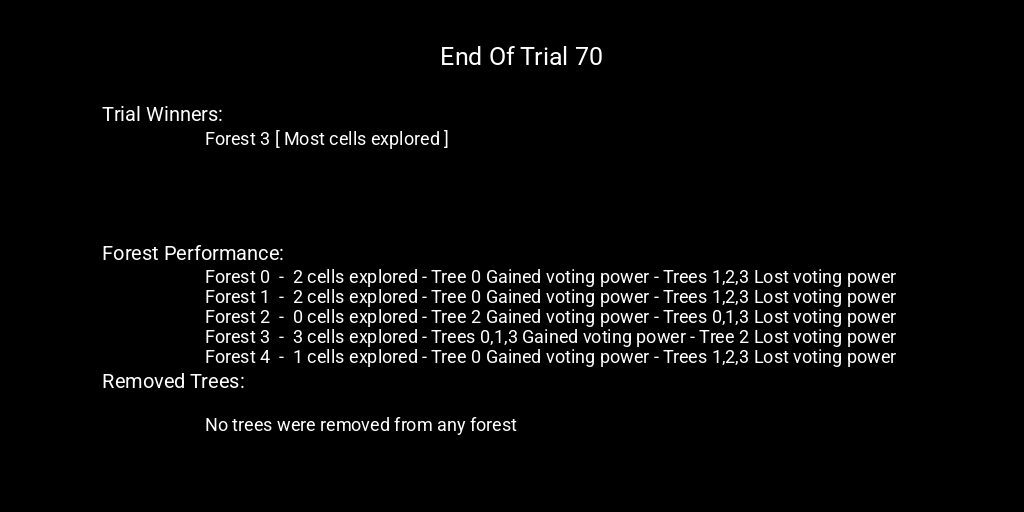 End Of Trial 70
Trial Winners:
Forest 3 [ Most cells explored ]
Forest Performance:
Forest 0 - 2 cells explored - Tree 0 Gained voting power - Trees 1,2,3 Lost voting power
Forest 1 - 2 cells explored - Tree 0 Gained voting power - Trees 1,2,3 Lost voting power
Forest 2 - 0 cells explored - Tree 2 Gained voting power - Trees 0,1,3 Lost voting power
Forest 3 - 3 cells explored - Trees 0,1,3 Gained voting power - Tree 2 Lost voting power
Forest 4 - 1 cells explored - Tree 0 Gained voting power - Trees 1,2,3 Lost voting power
Removed Trees:
No trees were removed from any forest